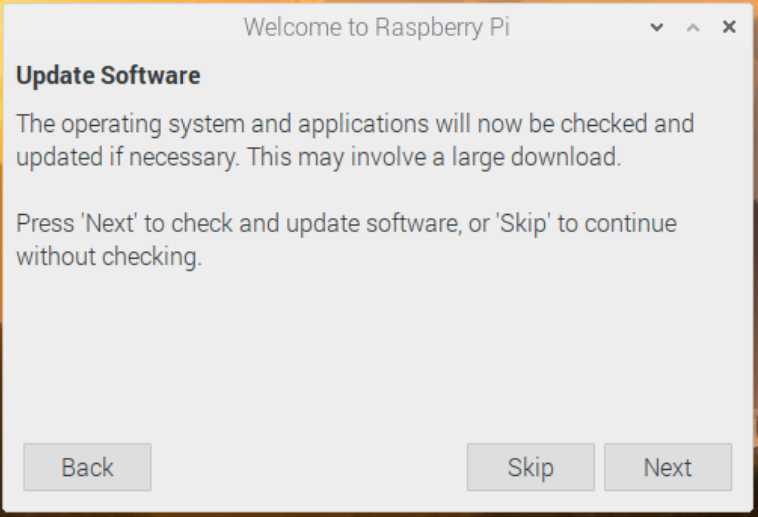 Welcome to Raspberry Pi
Update Software
The operating system and applications will now be checked and
updated if necessary. This may involve a large download.
Press 'Next' to check and update software, or 'Skip' to continue
without checking.
Back Skip Next